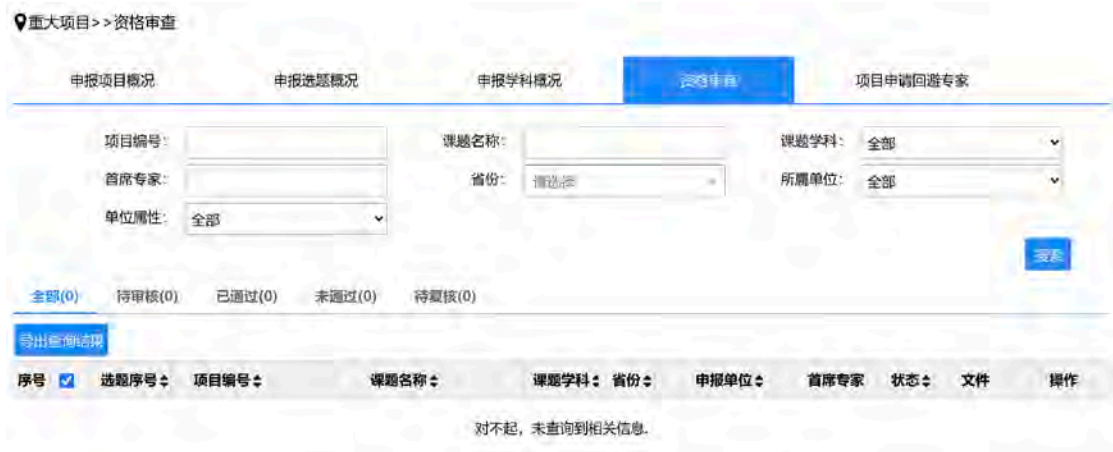 重大项目>>资格审查
申报项目概况 申报选题概况 申报学科概况 资格审查 项目申请回避专家
项目编号: 课题名称: 课题学科: 全部
首席专家: 省份: 请选择 所属单位: 全部
单位属性: 全部
搜索
全部(0) 待审核(0) 已通过(0) 未通过(0) 待复核(0)
导出查询结果
序号 选题序号 项目编号 课题名称 课题学科 省份 申报单位 首席专家 状态 文件 操作
对不起，未查询到相关信息.